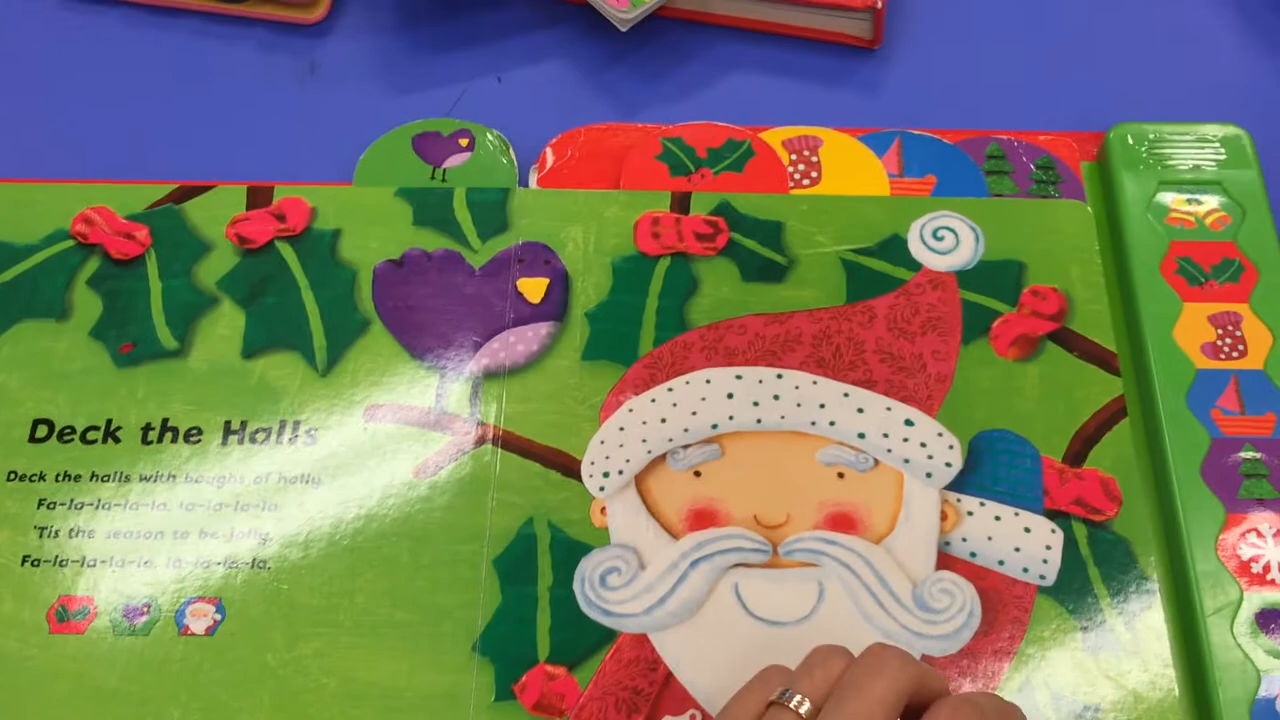 Deck the Halls
Deck the halls with boughs of holly,
Fa-la-la-la-la, la-la-la-la.
'Tis the season to be jolly,
Fa-la-la-la-la, la-la-la-la.